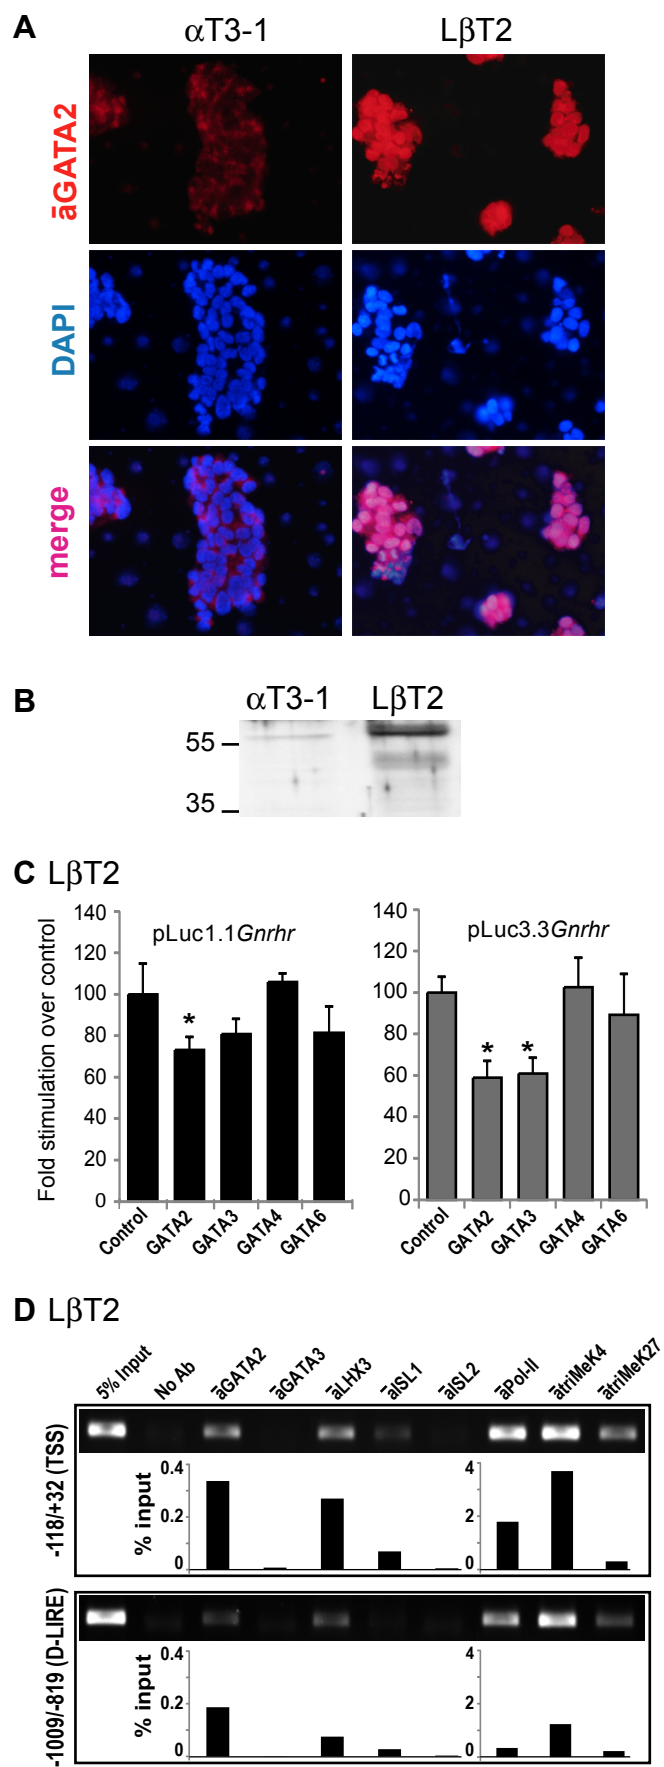 A
αT3-1 LβT2
āGATA2
DAPI
merge
B
αT3-1 LβT2
55
35
C LβT2
Fold stimulation over control
140
120
100
80
60
40
20
0
pLuc1.1Gnrhr
*
Control GATA2 GATA3 GATA4 GATA6
140
120
100
80
60
40
20
0
pLuc3.3Gnrhr
* *
Control GATA2 GATA3 GATA4 GATA6
D LβT2
5% Input No Ab āGATA2 āGATA3 āLHX3 āISL1 āISL2 āPol-II ātriMeK4 ātriMeK27
-118/+32 (TSS)
% input
0.4
0.2
0
4
2
0
-1009/-819 (D-LIRE)
% input
0.4
0.2
0
4
2
0